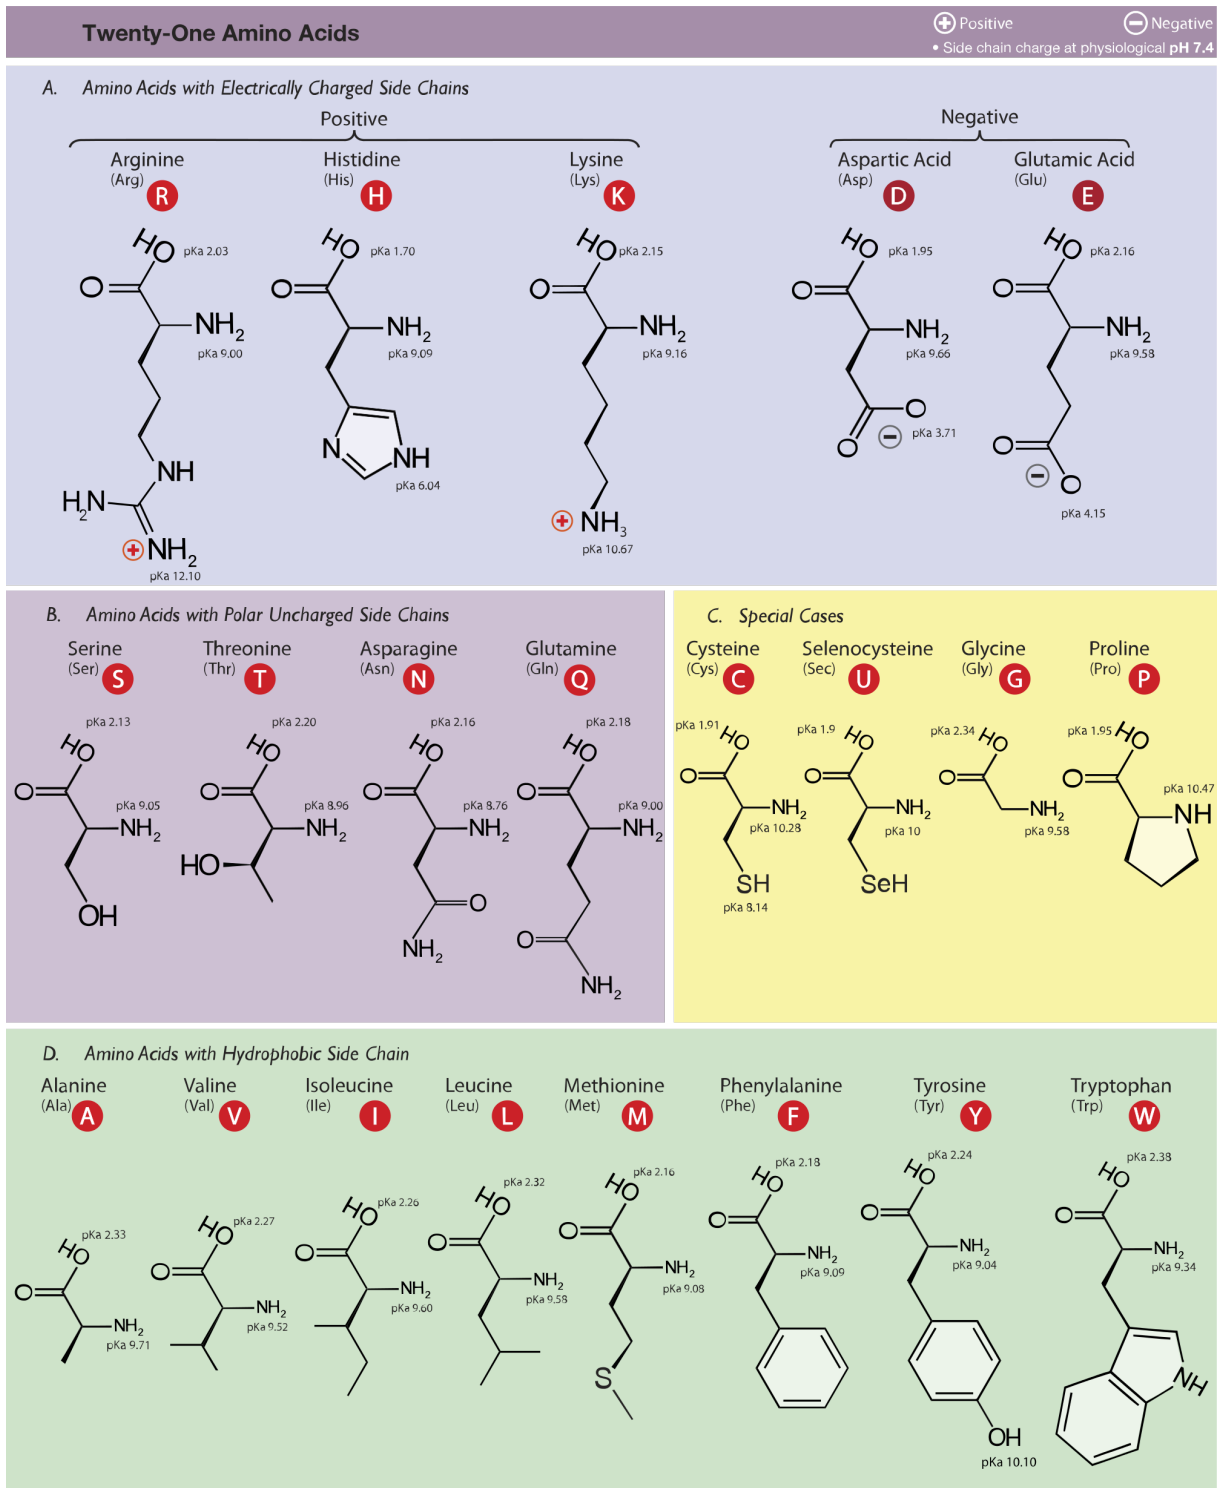 Twenty-One Amino Acids
+ Positive
− Negative
• Side chain charge at physiological pH 7.4
A. Amino Acids with Electrically Charged Side Chains
Positive
Negative
Arginine
(Arg)
R
Histidine
(His)
H
Lysine
(Lys)
K
Aspartic Acid
(Asp)
D
Glutamic Acid
(Glu)
E
HO
pKa 2.03
O
NH2
pKa 9.00
NH
H2N
+
NH2
pKa 12.10
HO
pKa 1.70
O
NH2
pKa 9.09
N
NH
pKa 6.04
HO
pKa 2.15
O
NH2
pKa 9.16
+
NH3
pKa 10.67
HO
pKa 1.95
O
NH2
pKa 9.66
O
O
−
pKa 3.71
HO
pKa 2.16
O
NH2
pKa 9.58
O
−
O
pKa 4.15
B. Amino Acids with Polar Uncharged Side Chains
Serine
(Ser)
S
Threonine
(Thr)
T
Asparagine
(Asn)
N
Glutamine
(Gln)
Q
pKa 2.13
HO
O
pKa 9.05
NH2
OH
pKa 2.20
HO
O
pKa 8.96
NH2
HO
pKa 2.16
HO
O
pKa 8.76
NH2
O
NH2
pKa 2.18
HO
O
pKa 9.00
NH2
O
NH2
C. Special Cases
Cysteine
(Cys)
C
Selenocysteine
(Sec)
U
Glycine
(Gly)
G
Proline
(Pro)
P
pKa 1.91
HO
O
NH2
pKa 10.28
SH
pKa 8.14
pKa 1.9
HO
O
NH2
pKa 10
SeH
pKa 2.34
HO
O
NH2
pKa 9.58
pKa 1.95
HO
O
pKa 10.47
NH
D. Amino Acids with Hydrophobic Side Chain
Alanine
(Ala)
A
Valine
(Val)
V
Isoleucine
(Ile)
I
Leucine
(Leu)
L
Methionine
(Met)
M
Phenylalanine
(Phe)
F
Tyrosine
(Tyr)
Y
Tryptophan
(Trp)
W
pKa 2.33
HO
O
NH2
pKa 9.71
pKa 2.27
HO
O
NH2
pKa 9.52
pKa 2.26
HO
O
NH2
pKa 9.60
pKa 2.32
HO
O
NH2
pKa 9.58
pKa 2.16
HO
O
NH2
pKa 9.08
S
pKa 2.18
HO
O
NH2
pKa 9.09
pKa 2.24
HO
O
NH2
pKa 9.04
OH
pKa 10.10
pKa 2.38
HO
O
NH2
pKa 9.34
NH